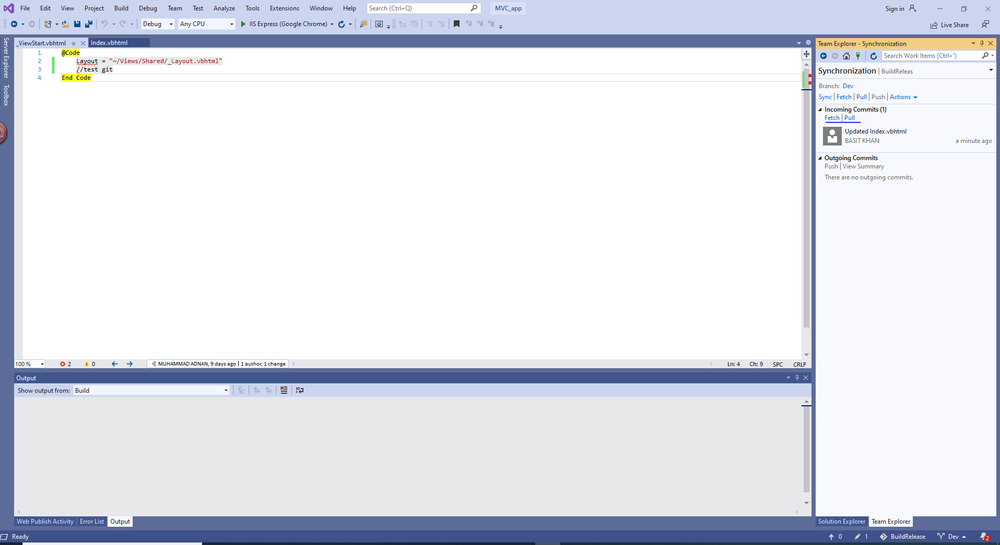 File Edit View Project Build Debug Team Test Analyze Tools Extensions Window Help Search (Ctrl+Q) MVC_app Sign in
Debug Any CPU IIS Express (Google Chrome) Live Share
Server Explorer
Toolbox
_ViewStart.vbhtml Index.vbhtml
1 @Code
2 Layout = "~/Views/Shared/_Layout.vbhtml"
3 //test git
4 End Code
100 % 2 0 MUHAMMAD ADNAN, 9 days ago | 1 author, 1 change Ln: 4 Ch: 9 SPC CRLF
Output
Show output from: Build
Web Publish Activity Error List Output
Team Explorer - Synchronization
Search Work Items (Ctrl+')
Synchronization | BuildReleas
Branch: Dev
Sync | Fetch | Pull | Push | Actions
Incoming Commits (1)
Fetch | Pull
Updated Index.vbhtml
BASIT KHAN a minute ago
Outgoing Commits
Push | View Summary
There are no outgoing commits.
Solution Explorer Team Explorer
Ready 0 1 BuildRelease Dev 2